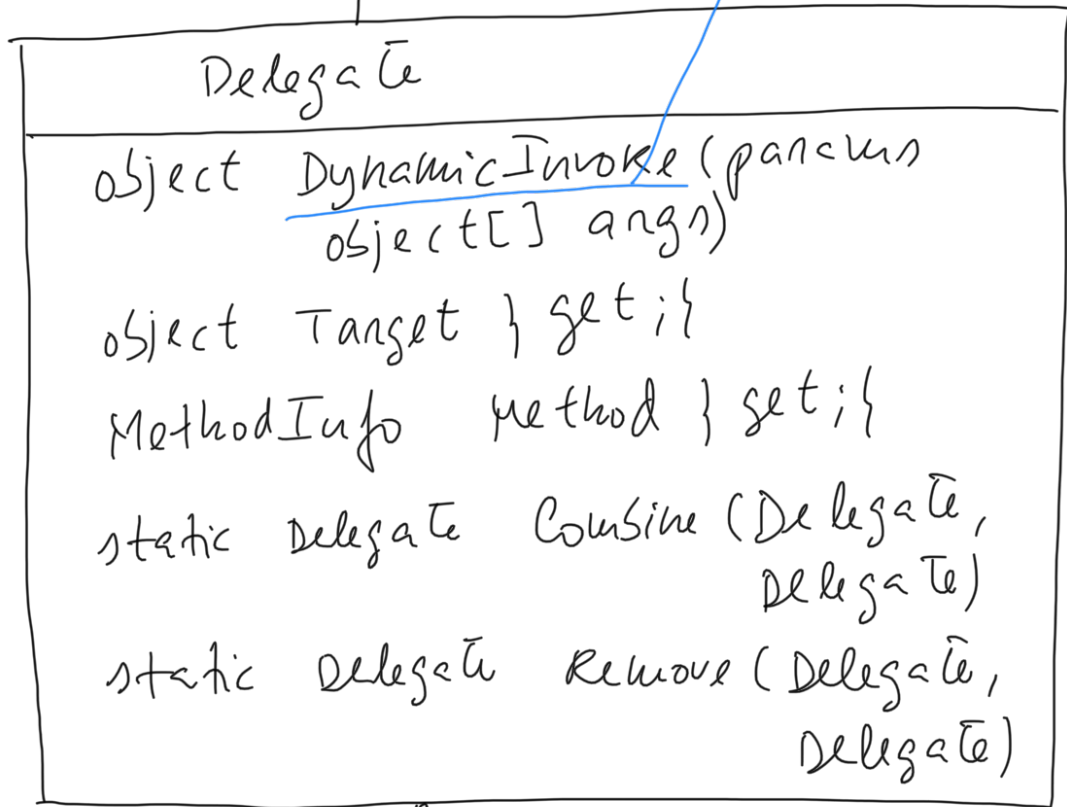 Delegate
object DynamicInvoke (params
object[] args)
object Target { get; }
MethodInfo Method { get; }
static Delegate Combine (Delegate,
Delegate)
static Delegate Remove (Delegate,
Delegate)